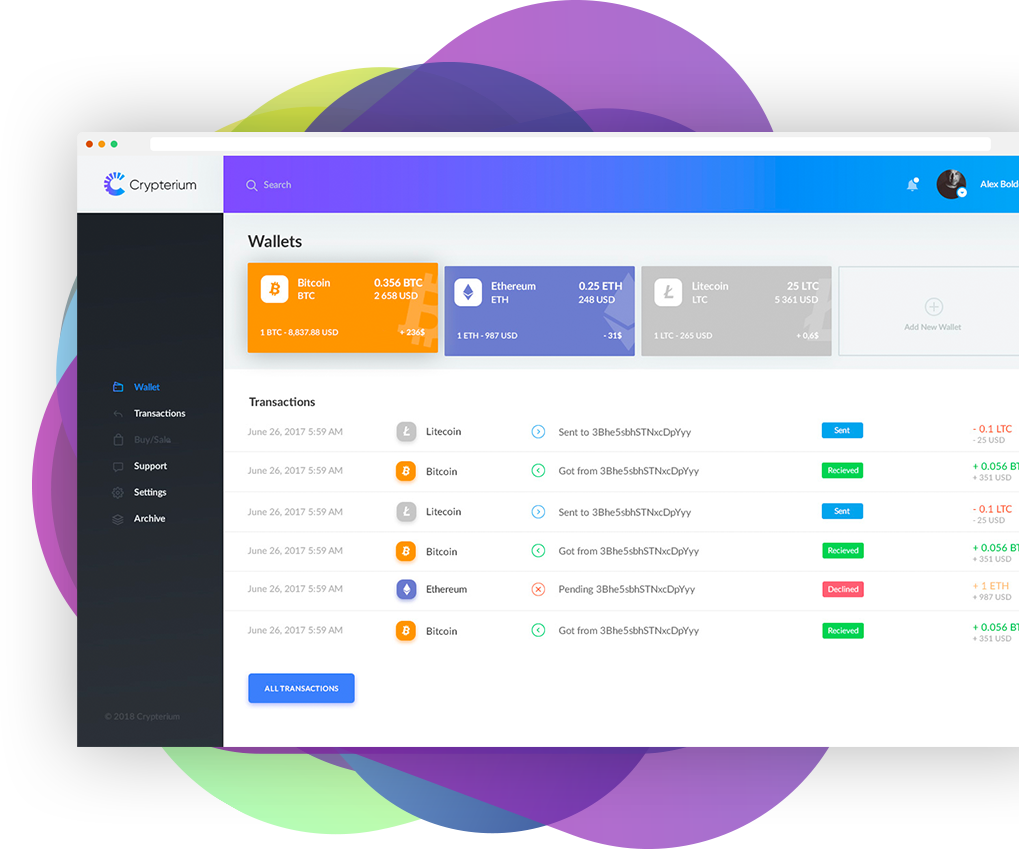 Crypterium
Search
Alex Bold
Wallets
Bitcoin
BTC
0.356 BTC
2 658 USD
1 BTC - 8,837.88 USD
+ 236$
Ethereum
ETH
0.25 ETH
248 USD
1 ETH - 987 USD
- 31$
Litecoin
LTC
25 LTC
5 361 USD
1 LTC - 265 USD
+ 0,6$
Add New Wallet
Wallet
Transactions
Buy/Sale
Support
Settings
Archive
© 2018 Crypterium
Transactions
June 26, 2017 5:59 AM Litecoin Sent to 3Bhe5sbhSTNxcDpYyy Sent - 0.1 LTC
- 25 USD
June 26, 2017 5:59 AM Bitcoin Got from 3Bhe5sbhSTNxcDpYyy Recieved + 0.056 BT
+ 351 USD
June 26, 2017 5:59 AM Litecoin Sent to 3Bhe5sbhSTNxcDpYyy Sent - 0.1 LTC
- 25 USD
June 26, 2017 5:59 AM Bitcoin Got from 3Bhe5sbhSTNxcDpYyy Recieved + 0.056 BT
+ 351 USD
June 26, 2017 5:59 AM Ethereum Pending 3Bhe5sbhSTNxcDpYyy Declined + 1 ETH
+ 987 USD
June 26, 2017 5:59 AM Bitcoin Got from 3Bhe5sbhSTNxcDpYyy Recieved + 0.056 BT
+ 351 USD
ALL TRANSACTIONS